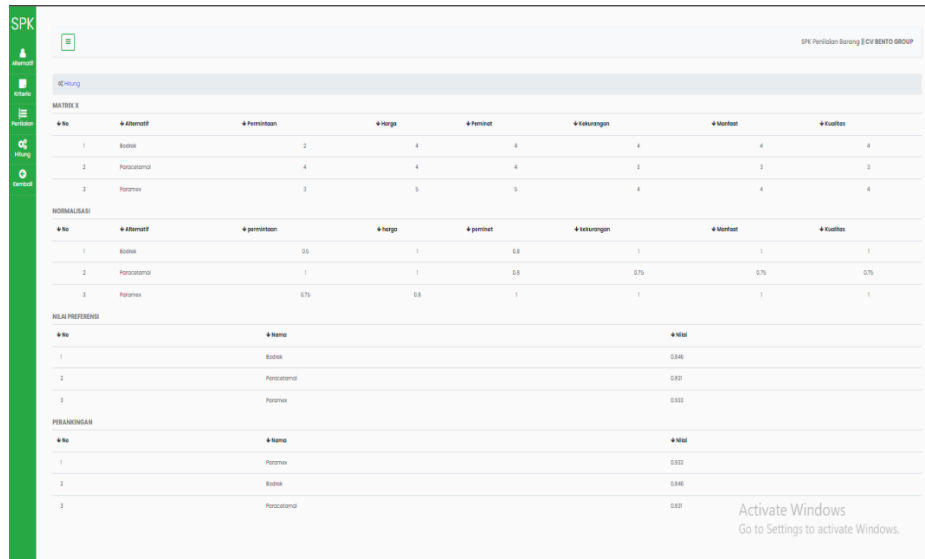 SPK
Alternatif
Kriteria
Penilaian
Hitung
Kembali
SPK Penilaian Barang || CV BENTO GROUP
Hitung
MATRIX X
No Alternatif Permintaan Harga Peminat Kekurangan Manfaat Kualitas
1 Bodrek 2 4 4 4 4 4
2 Paracetamol 4 4 4 3 3 3
3 Paramex 3 5 5 4 4 4
NORMALISASI
No Alternatif permintaan harga peminat kekurangan Manfaat Kualitas
1 Bodrek 0.5 1 0.8 1 1 1
2 Paracetamol 1 1 0.8 0.75 0.75 0.75
3 Paramex 0.75 0.8 1 1 1 1
NILAI PREFERENSI
No Nama Nilai
1 Bodrek 0.846
2 Paracetamol 0.831
3 Paramex 0.933
PERANKINGAN
No Nama Nilai
1 Paramex 0.933
2 Bodrek 0.846
3 Paracetamol 0.831
Activate Windows
Go to Settings to activate Windows.